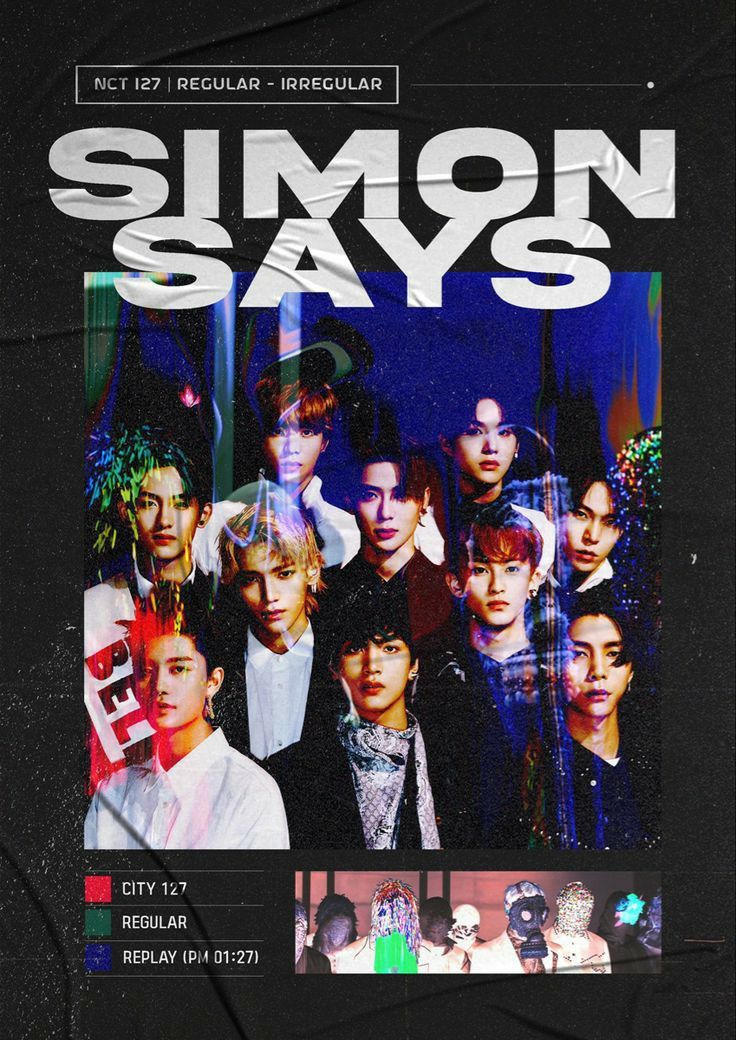 NCT 127 | REGULAR - IRREGULAR
SIMON
SAYS
CITY 127
REGULAR
REPLAY (PM 01:27)